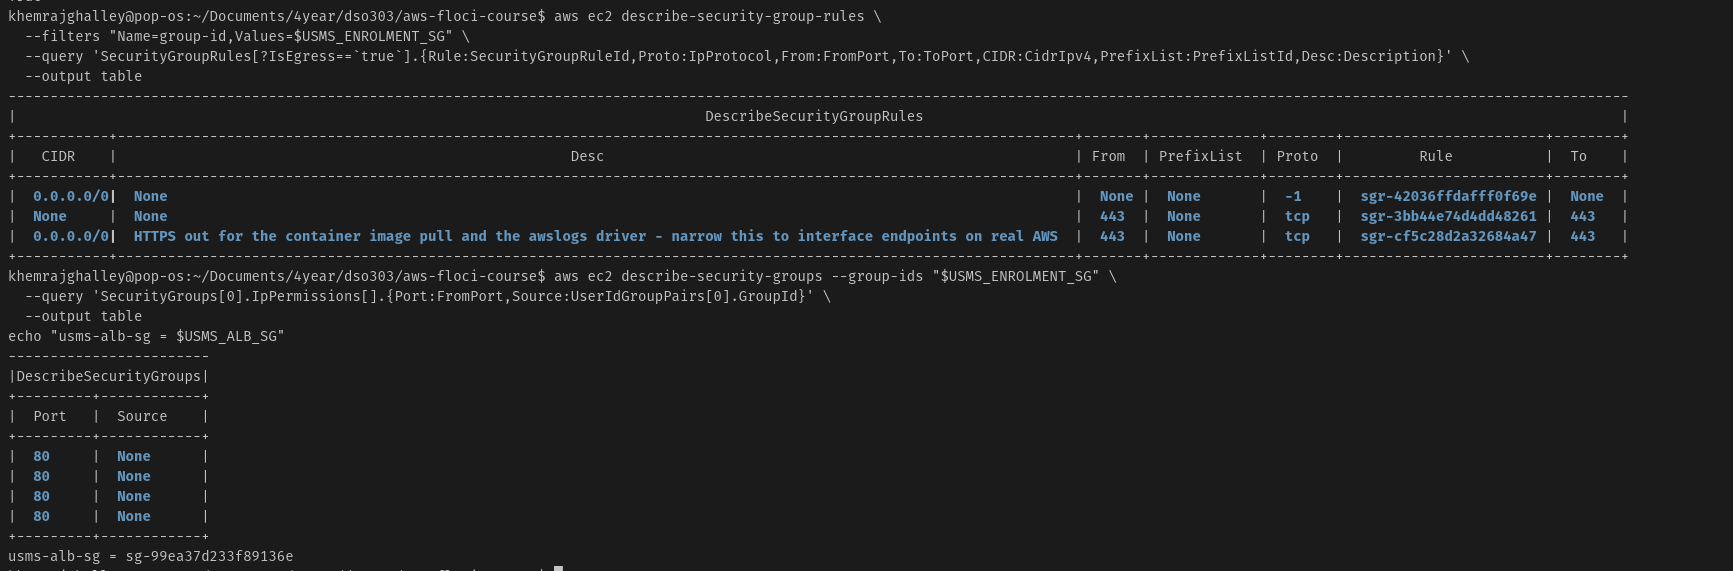 khemrajghalley@pop-os:~/Documents/4year/dso303/aws-floci-course$ aws ec2 describe-security-group-rules \
  --filters "Name=group-id,Values=$USMS_ENROLMENT_SG" \
  --query 'SecurityGroupRules[?IsEgress==`true`].{Rule:SecurityGroupRuleId,Proto:IpProtocol,From:FromPort,To:ToPort,CIDR:CidrIpv4,PrefixList:PrefixListId,Desc:Description}' \
  --output table
| DescribeSecurityGroupRules |
| CIDR | Desc | From | PrefixList | Proto | Rule | To |
| 0.0.0.0/0| None | None | None | -1 | sgr-42036ffdafff0f69e | None |
| None | None | 443 | None | tcp | sgr-3bb44e74d4dd48261 | 443 |
| 0.0.0.0/0| HTTPS out for the container image pull and the awslogs driver - narrow this to interface endpoints on real AWS | 443 | None | tcp | sgr-cf5c28d2a32684a47 | 443 |
khemrajghalley@pop-os:~/Documents/4year/dso303/aws-floci-course$ aws ec2 describe-security-groups --group-ids "$USMS_ENROLMENT_SG" \
  --query 'SecurityGroups[0].IpPermissions[].{Port:FromPort,Source:UserIdGroupPairs[0].GroupId}' \
  --output table
echo "usms-alb-sg = $USMS_ALB_SG"
|DescribeSecurityGroups|
| Port | Source |
| 80 | None |
| 80 | None |
| 80 | None |
| 80 | None |
usms-alb-sg = sg-99ea37d233f89136e